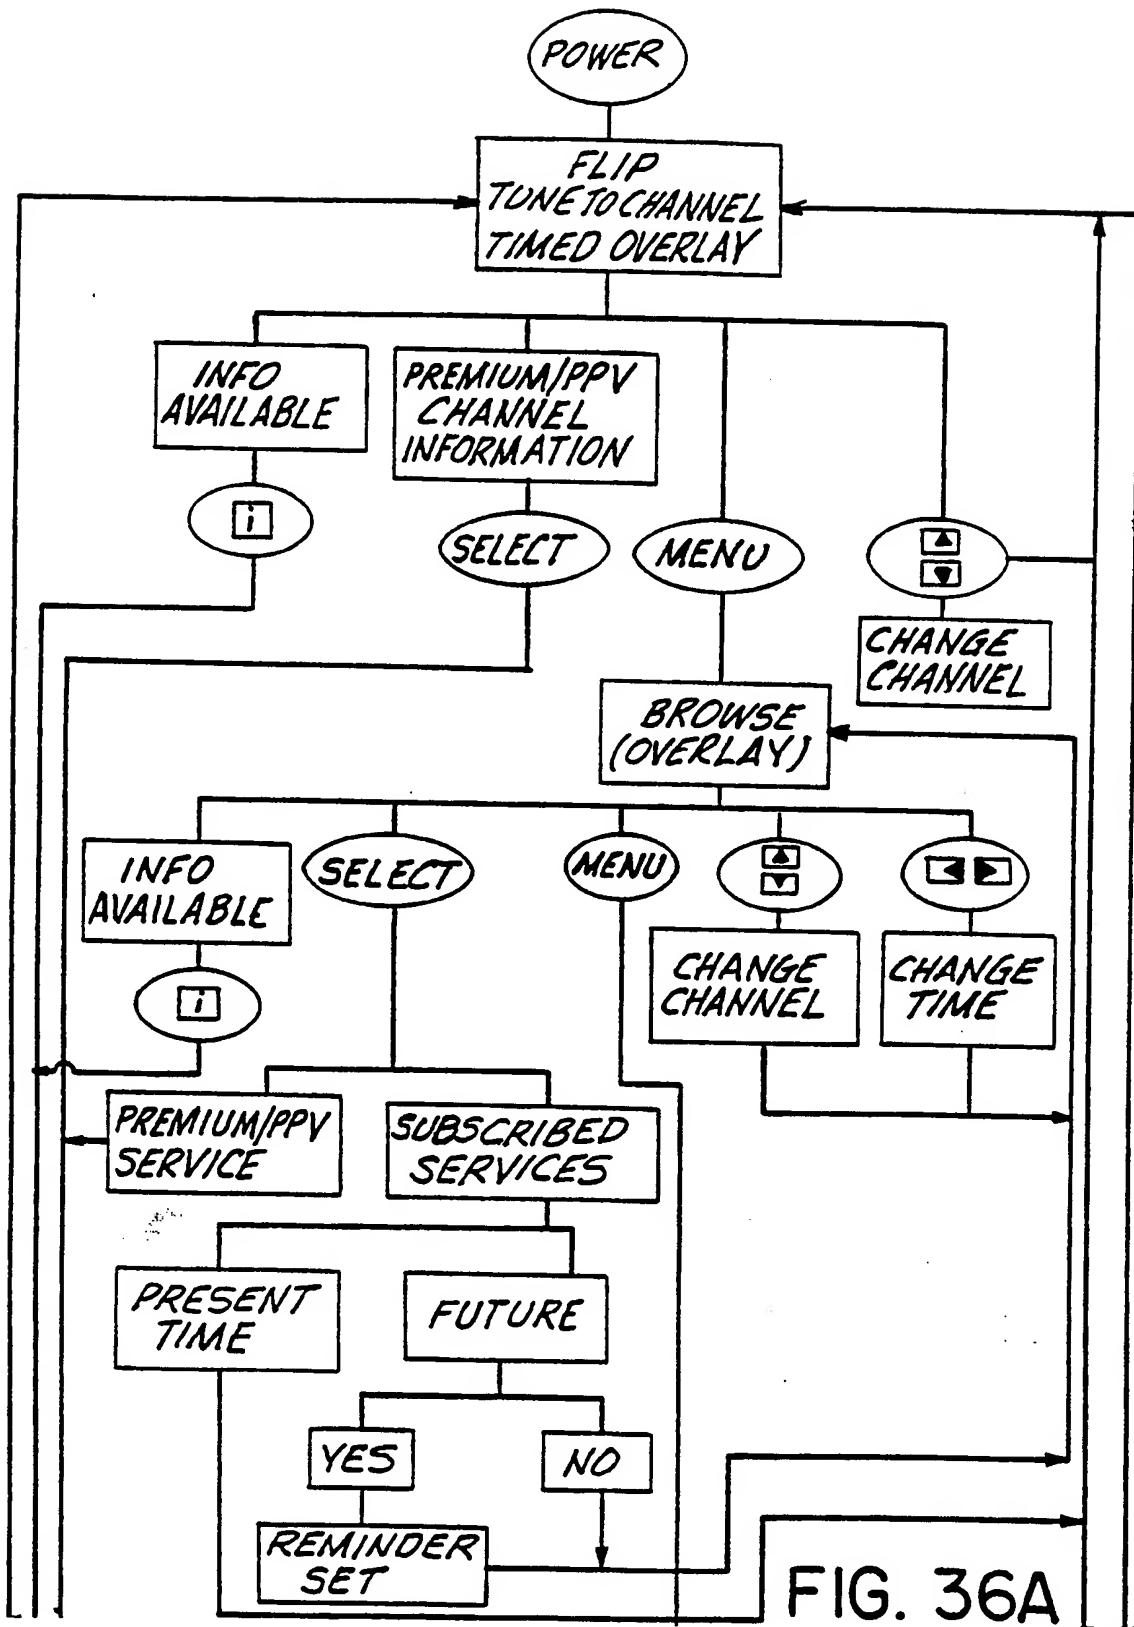 POWER
FLIP
TUNE TO CHANNEL
TIMED OVERLAY
INFO
AVAILABLE
i
PREMIUM/PPV
CHANNEL
INFORMATION
SELECT
MENU
CHANGE
CHANNEL
BROWSE
(OVERLAY)
INFO
AVAILABLE
i
SELECT
MENU
CHANGE
CHANNEL
CHANGE
TIME
PREMIUM/PPV
SERVICE
SUBSCRIBED
SERVICES
PRESENT
TIME
FUTURE
YES
NO
REMINDER
SET
FIG. 36A